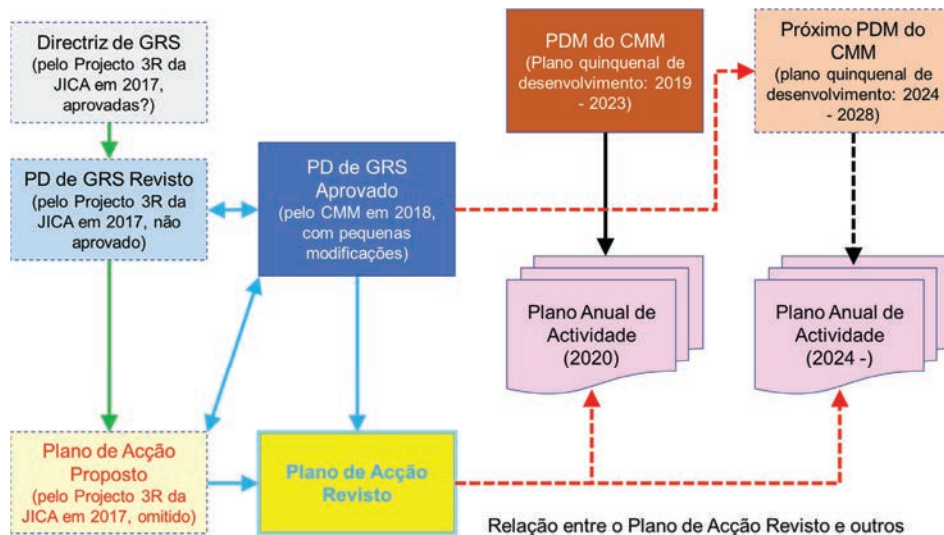 Directriz de GRS
(pelo Projecto 3R da
JICA em 2017,
aprovadas?)
PD de GRS Revisto
(pelo Projecto 3R da
JICA em 2017, não
aprovado)
PD de GRS
Aprovado
(pelo CMM em 2018,
com pequenas
modificações)
PDM do CMM
(Plano quinquenal de
desenvolvimento: 2019
- 2023)
Próximo PDM do
CMM
(plano quinquenal de
desenvolvimento: 2024
- 2028)
Plano Anual de
Actividade
(2020)
Plano Anual de
Actividade
(2024 -)
Plano de Acção
Proposto
(pelo Projecto 3R da
JICA em 2017, omitido)
Plano de Acção
Revisto
Relação entre o Plano de Acção Revisto e outros